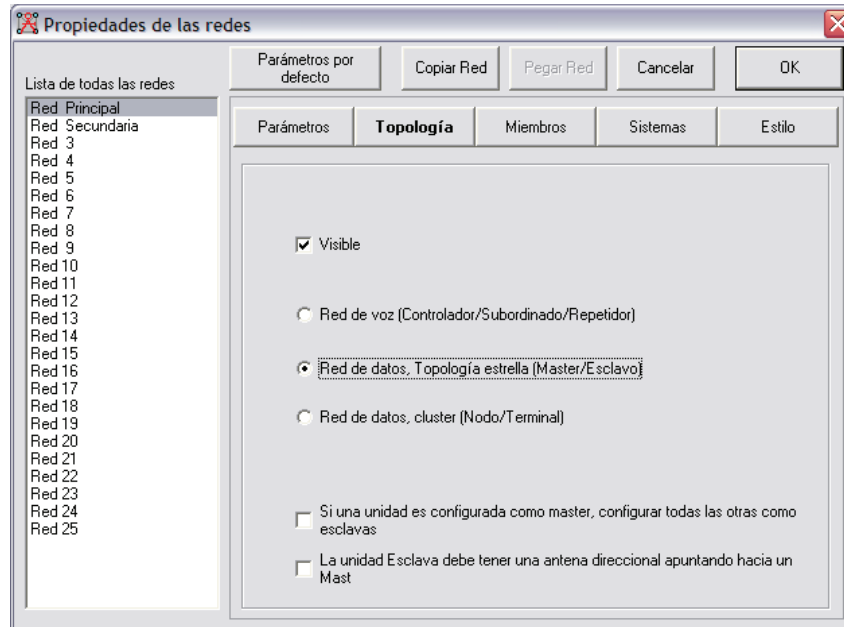 Propiedades de las redes
Lista de todas las redes
Parámetros por
defecto
Copiar Red
Pegar Red
Cancelar
OK
Red Principal
Red Secundaria
Red 3
Red 4
Red 5
Red 6
Red 7
Red 8
Red 9
Red 10
Red 11
Red 12
Red 13
Red 14
Red 15
Red 16
Red 17
Red 18
Red 19
Red 20
Red 21
Red 22
Red 23
Red 24
Red 25
Parámetros
Topología
Miembros
Sistemas
Estilo
Visible
Red de voz (Controlador/Subordinado/Repetidor)
Red de datos, Topología estrella (Master/Esclavo)
Red de datos, cluster (Nodo/Terminal)
Si una unidad es configurada como master, configurar todas las otras como
esclavas
La unidad Esclava debe tener una antena direccional apuntando hacia un
Mast